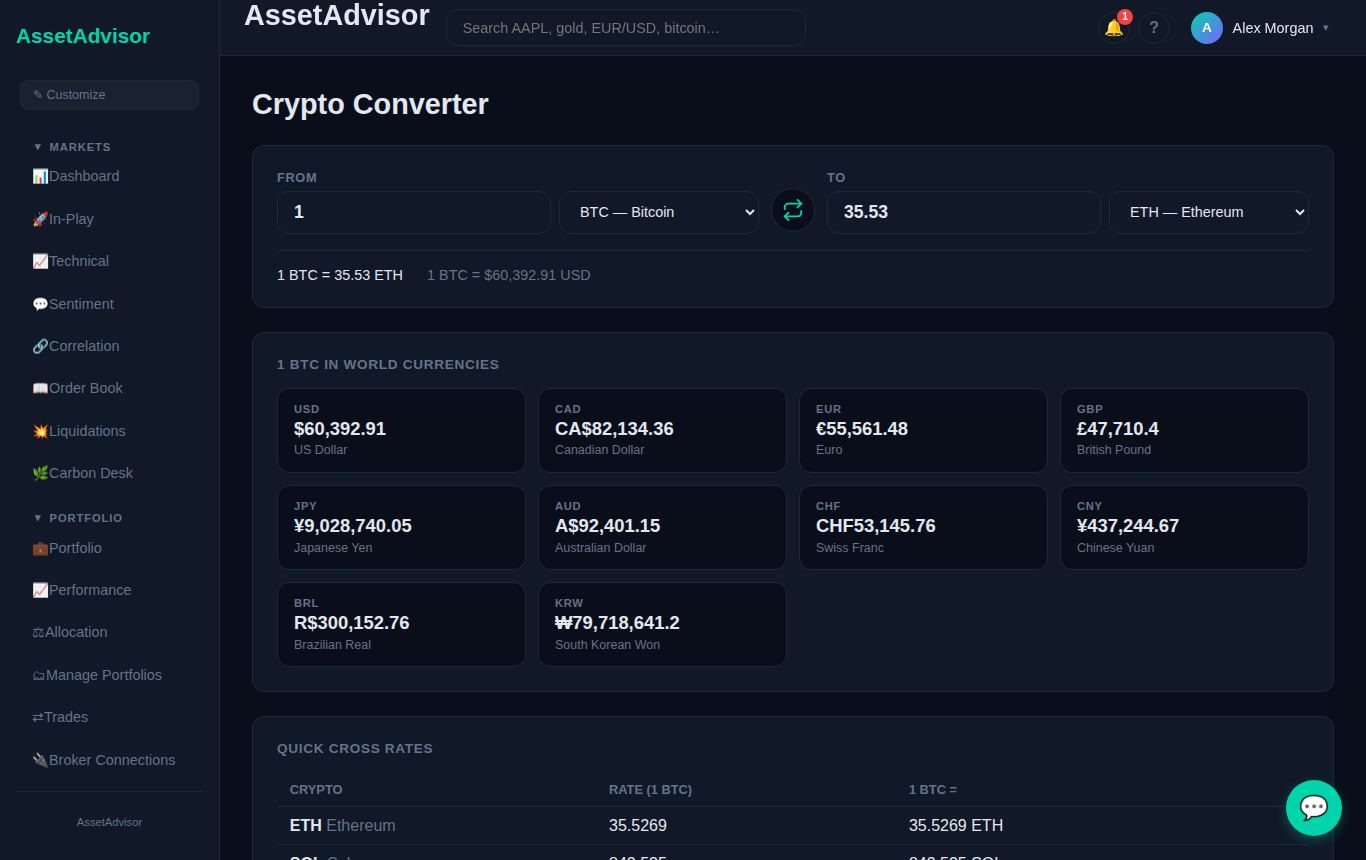 AssetAdvisor
✎ Customize
▼ MARKETS
Dashboard
In-Play
Technical
Sentiment
Correlation
Order Book
Liquidations
Carbon Desk
▼ PORTFOLIO
Portfolio
Performance
Allocation
Manage Portfolios
Trades
Broker Connections
AssetAdvisor
AssetAdvisor
Search AAPL, gold, EUR/USD, bitcoin…
1
?
A
Alex Morgan ▾
Crypto Converter
FROM
1
BTC — Bitcoin
TO
35.53
ETH — Ethereum
1 BTC = 35.53 ETH
1 BTC = $60,392.91 USD
1 BTC IN WORLD CURRENCIES
USD
$60,392.91
US Dollar
CAD
CA$82,134.36
Canadian Dollar
EUR
€55,561.48
Euro
GBP
£47,710.4
British Pound
JPY
¥9,028,740.05
Japanese Yen
AUD
A$92,401.15
Australian Dollar
CHF
CHF53,145.76
Swiss Franc
CNY
¥437,244.67
Chinese Yuan
BRL
R$300,152.76
Brazilian Real
KRW
₩79,718,641.2
South Korean Won
QUICK CROSS RATES
CRYPTO RATE (1 BTC) 1 BTC =
ETH Ethereum 35.5269 35.5269 ETH